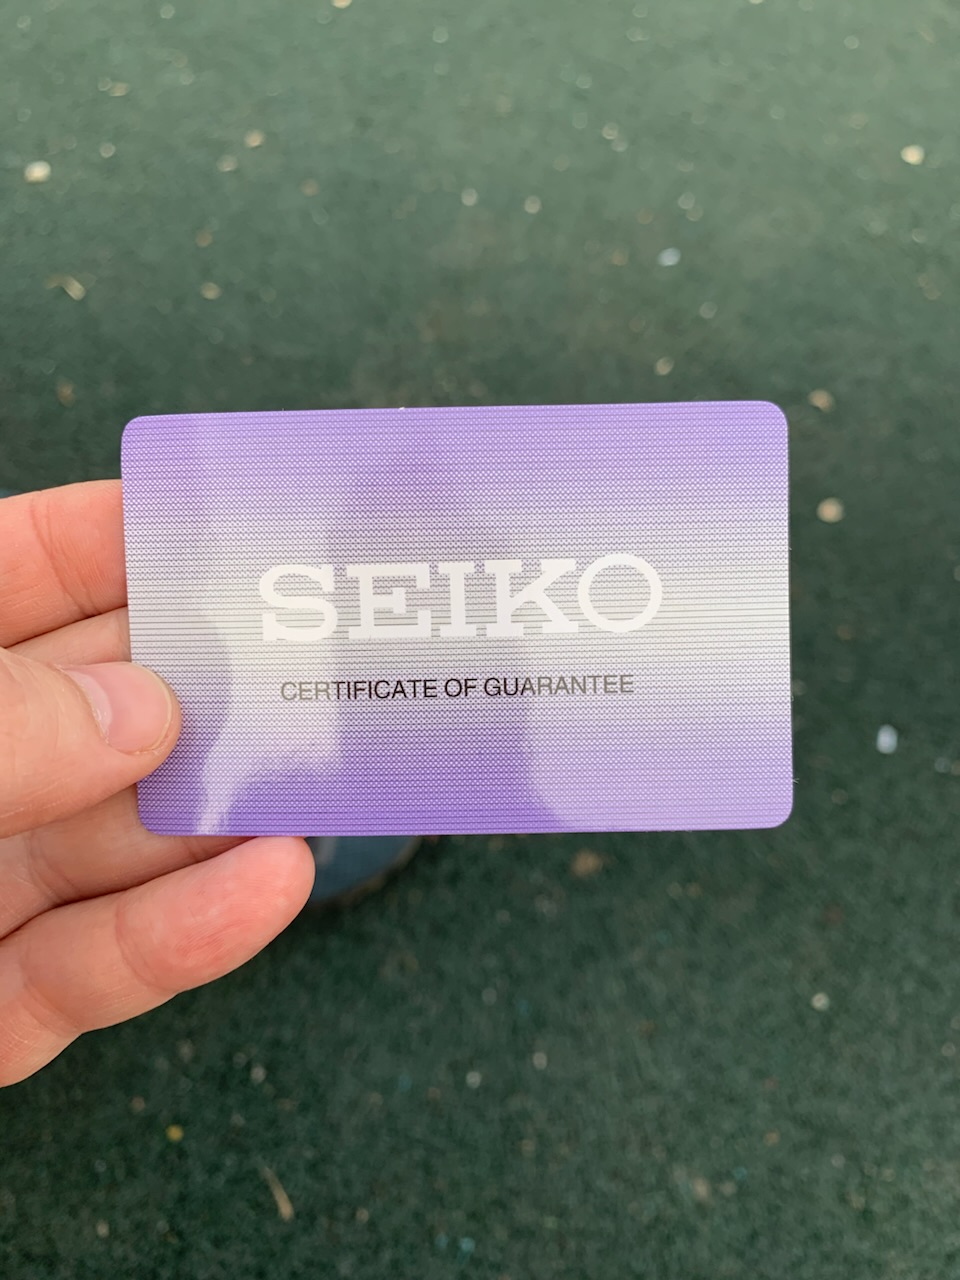 SEIKO
CERTIFICATE OF GUARANTEE